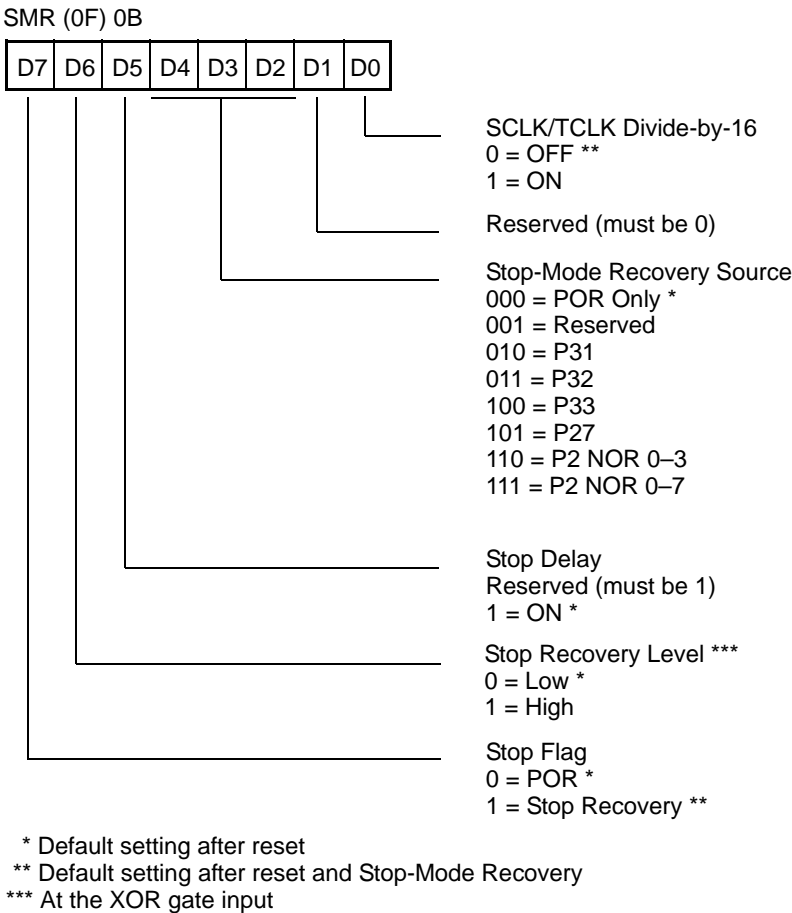 SMR (0F) 0B
D7 D6 D5 D4 D3 D2 D1 D0
SCLK/TCLK Divide-by-16
0 = OFF **
1 = ON
Reserved (must be 0)
Stop-Mode Recovery Source
000 = POR Only *
001 = Reserved
010 = P31
011 = P32
100 = P33
101 = P27
110 = P2 NOR 0–3
111 = P2 NOR 0–7
Stop Delay
Reserved (must be 1)
1 = ON *
Stop Recovery Level ***
0 = Low *
1 = High
Stop Flag
0 = POR *
1 = Stop Recovery **
* Default setting after reset
** Default setting after reset and Stop-Mode Recovery
*** At the XOR gate input